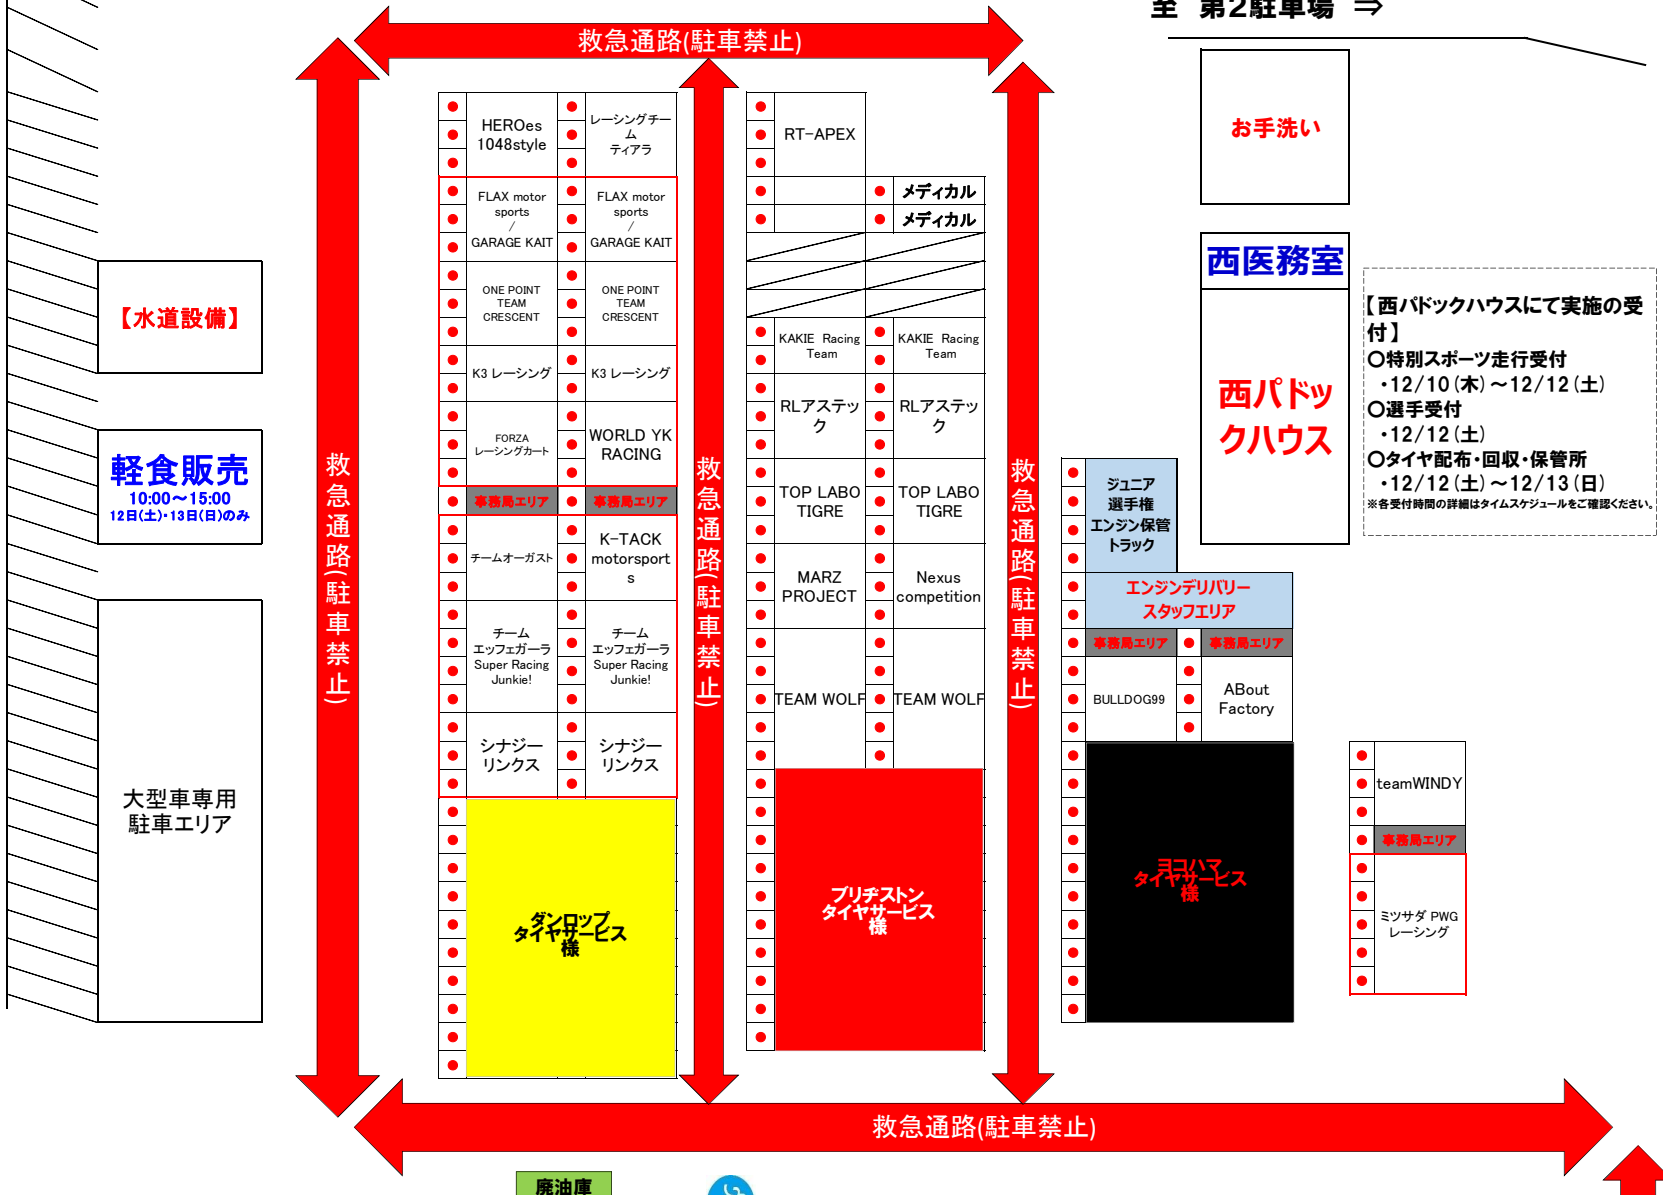 至 第2駐車場 ⇒
救急通路(駐車禁止)
お手洗い
西医務室
西パドッ
クハウス
【西パドックハウスにて実施の受
付】
〇特別スポーツ走行受付
・12/10(木)～12/12(土)
〇選手受付
・12/12(土)
〇タイヤ配布・回収・保管所
・12/12(土)～12/13(日)
※各受付時間の詳細はタイムスケジュールをご確認ください。
【水道設備】
軽食販売
10:00～15:00
12日(土)・13日(日)のみ
大型車専用
駐車エリア
救急通路(駐車禁止)
HEROes
1048style
レーシングチー
ム
ティアラ
FLAX motor
sports
/
GARAGE KAIT
FLAX motor
sports
/
GARAGE KAIT
ONE POINT
TEAM
CRESCENT
ONE POINT
TEAM
CRESCENT
K3 レーシング
K3 レーシング
FORZA
レーシングカート
WORLD YK
RACING
事務局エリア
事務局エリア
チームオーガスト
K-TACK
motorsport
s
チーム
エッフェガーラ
Super Racing
Junkie!
チーム
エッフェガーラ
Super Racing
Junkie!
シナジー
リンクス
シナジー
リンクス
ダンロップ
タイヤサービス
様
救急通路(駐車禁止)
RT-APEX
メディカル
メディカル
KAKIE Racing
Team
KAKIE Racing
Team
RLアステッ
ク
RLアステッ
ク
TOP LABO
TIGRE
TOP LABO
TIGRE
MARZ
PROJECT
Nexus
competition
TEAM WOLF
TEAM WOLF
ブリヂストン
タイヤサービス
様
救急通路(駐車禁止)
ジュニア
選手権
エンジン保管
トラック
エンジンデリバリー
スタッフエリア
事務局エリア
事務局エリア
BULLDOG99
ABout
Factory
ヨコハマ
タイヤサービス
様
teamWINDY
事務局エリア
ミツサダ PWG
レーシング
救急通路(駐車禁止)
廃油庫